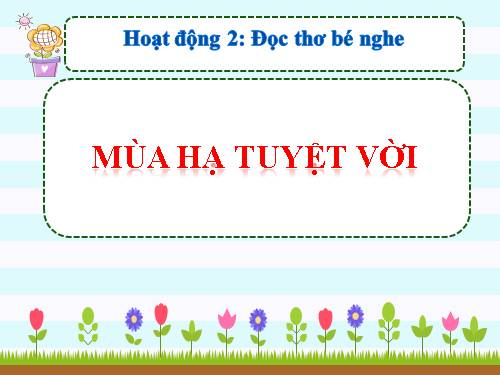 Hoạt động 2: Đọc thơ bé nghe
MÙA HẠ TUYỆT VỜI